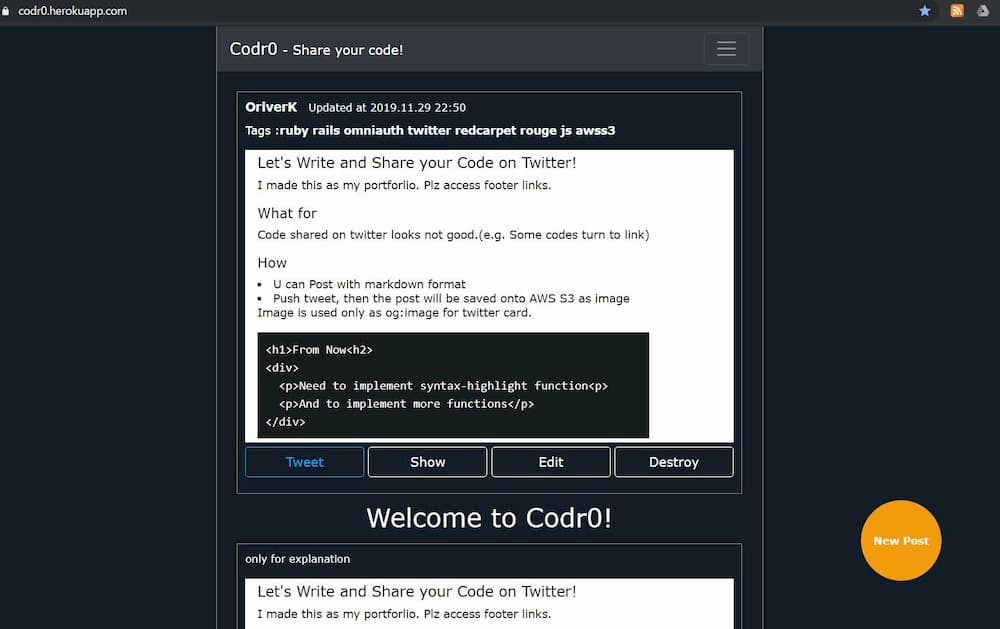 codr0.herokuapp.com
Codr0 - Share your code!
OriverK Updated at 2019.11.29 22:50
Tags :ruby rails omniauth twitter redcarpet rouge js awss3
Let's Write and Share your Code on Twitter!
I made this as my portforlio. Plz access footer links.
What for
Code shared on twitter looks not good.(e.g. Some codes turn to link)
How
• U can Post with markdown format
• Push tweet, then the post will be saved onto AWS S3 as image
Image is used only as og:image for twitter card.
<h1>From Now<h2>
<div>
  <p>Need to implement syntax-highlight function<p>
  <p>And to implement more functions</p>
</div>
Tweet Show Edit Destroy
Welcome to Codr0!
New Post
only for explanation
Let's Write and Share your Code on Twitter!
I made this as my portforlio. Plz access footer links.